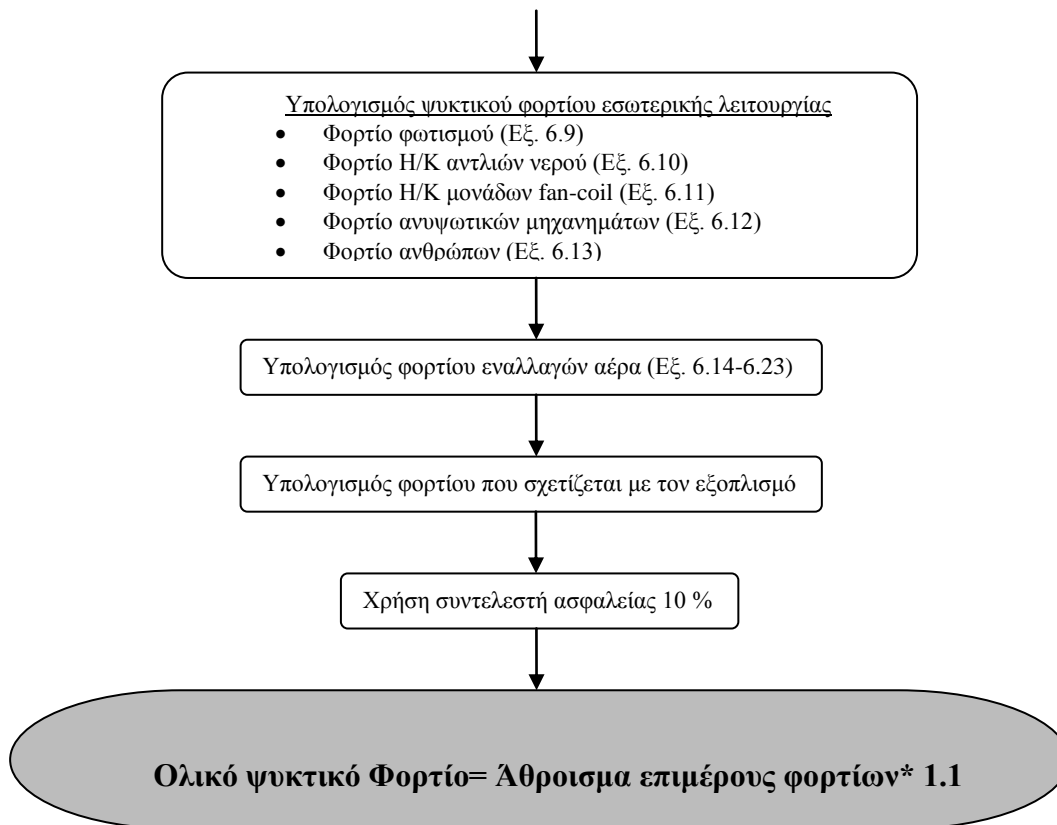 Υπολογισμός ψυκτικού φορτίου εσωτερικής λειτουργίας
• Φορτίο φωτισμού (Εξ. 6.9)
• Φορτίο Η/Κ αντλιών νερού (Εξ. 6.10)
• Φορτίο Η/Κ μονάδων fan-coil (Εξ. 6.11)
• Φορτίο ανυψωτικών μηχανημάτων (Εξ. 6.12)
• Φορτίο ανθρώπων (Εξ. 6.13)
Υπολογισμός φορτίου εναλλαγών αέρα (Εξ. 6.14-6.23)
Υπολογισμός φορτίου που σχετίζεται με τον εξοπλισμό
Χρήση συντελεστή ασφαλείας 10 %
Ολικό ψυκτικό Φορτίο= Άθροισμα επιμέρους φορτίων* 1.1